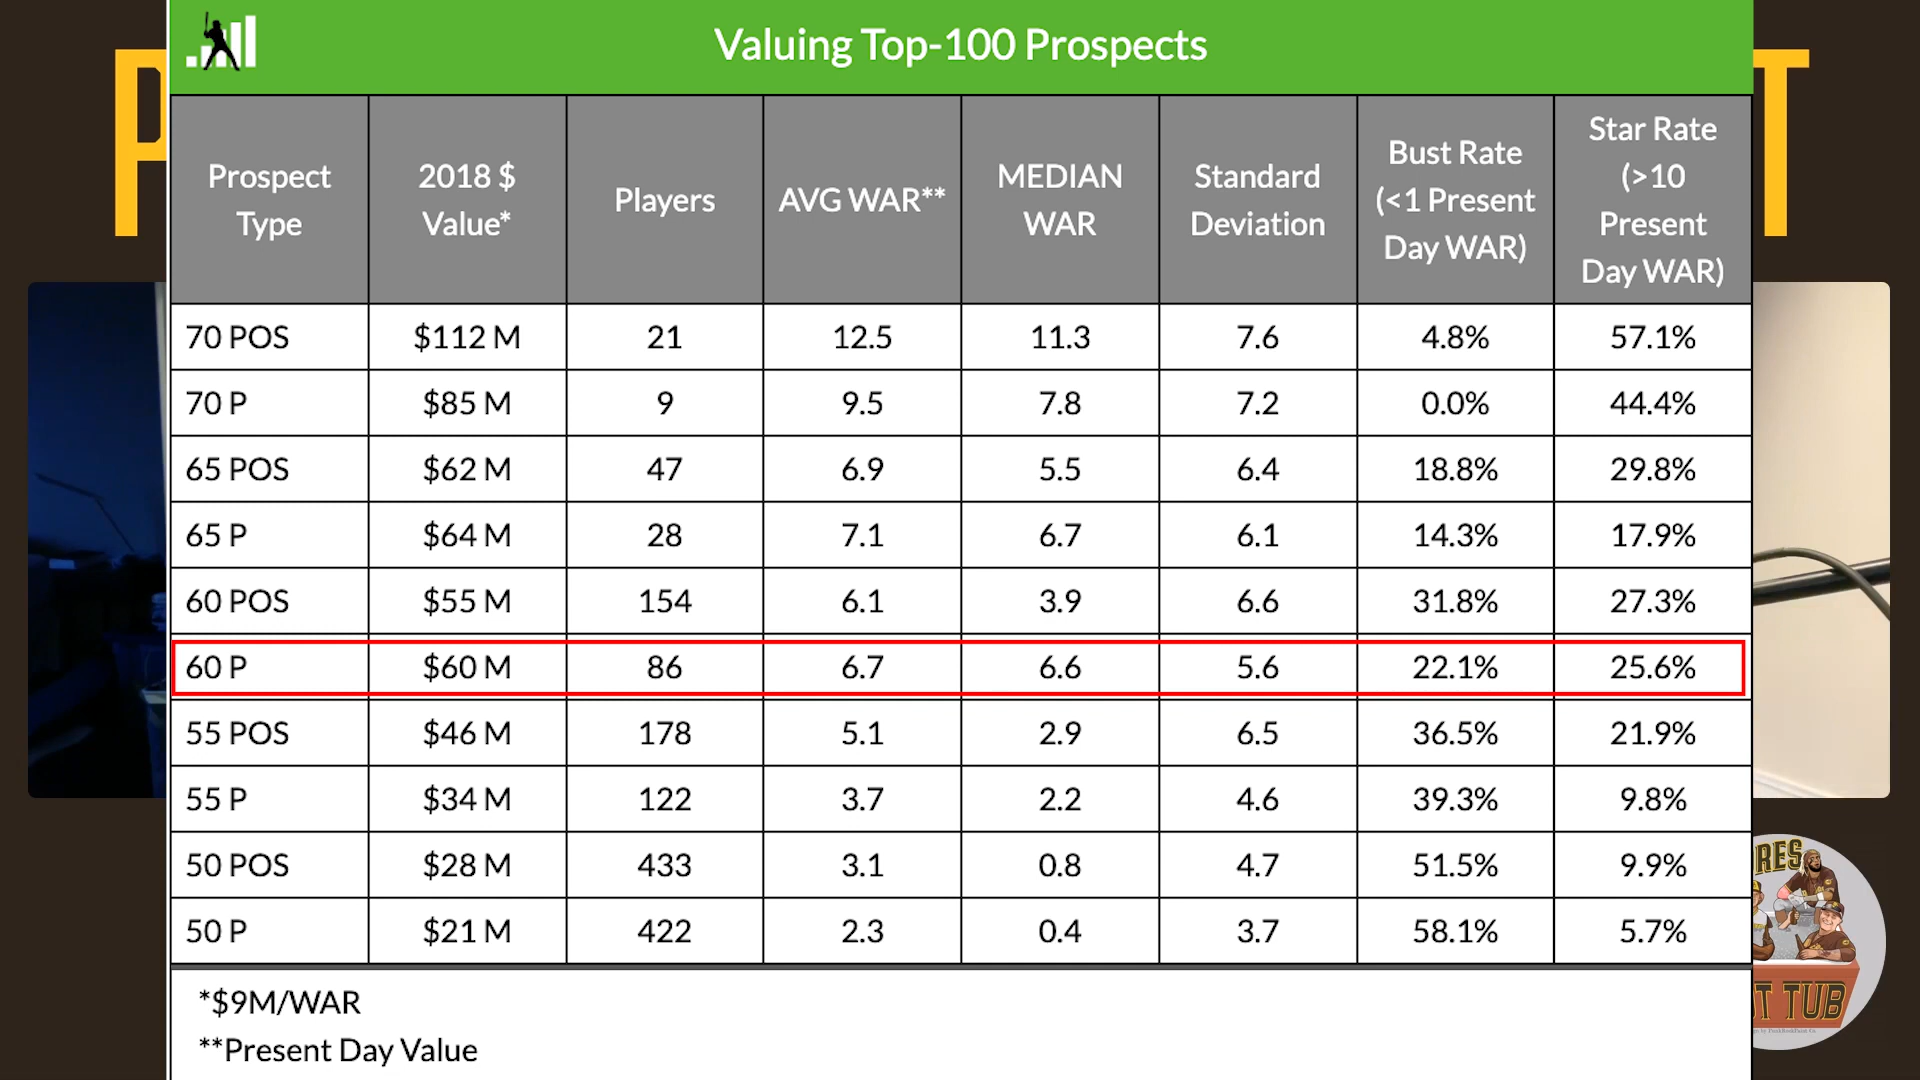 P
T
Valuing Top-100 Prospects
Prospect Type
2018 $ Value*
Players
AVG WAR**
MEDIAN WAR
Standard Deviation
Bust Rate (<1 Present Day WAR)
Star Rate (>10 Present Day WAR)
70 POS $112 M 21 12.5 11.3 7.6 4.8% 57.1%
70 P $85 M 9 9.5 7.8 7.2 0.0% 44.4%
65 POS $62 M 47 6.9 5.5 6.4 18.8% 29.8%
65 P $64 M 28 7.1 6.7 6.1 14.3% 17.9%
60 POS $55 M 154 6.1 3.9 6.6 31.8% 27.3%
60 P $60 M 86 6.7 6.6 5.6 22.1% 25.6%
55 POS $46 M 178 5.1 2.9 6.5 36.5% 21.9%
55 P $34 M 122 3.7 2.2 4.6 39.3% 9.8%
50 POS $28 M 433 3.1 0.8 4.7 51.5% 9.9%
50 P $21 M 422 2.3 0.4 3.7 58.1% 5.7%
*$9M/WAR
**Present Day Value
RES
T TUB